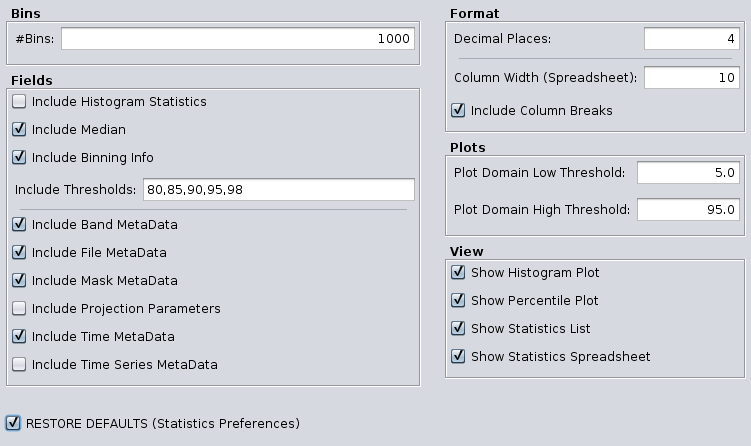 Bins
#Bins: 1000
Fields
Include Histogram Statistics
Include Median
Include Binning Info
Include Thresholds: 80,85,90,95,98
Include Band MetaData
Include File MetaData
Include Mask MetaData
Include Projection Parameters
Include Time MetaData
Include Time Series MetaData
Format
Decimal Places: 4
Column Width (Spreadsheet): 10
Include Column Breaks
Plots
Plot Domain Low Threshold: 5.0
Plot Domain High Threshold: 95.0
View
Show Histogram Plot
Show Percentile Plot
Show Statistics List
Show Statistics Spreadsheet
RESTORE DEFAULTS (Statistics Preferences)